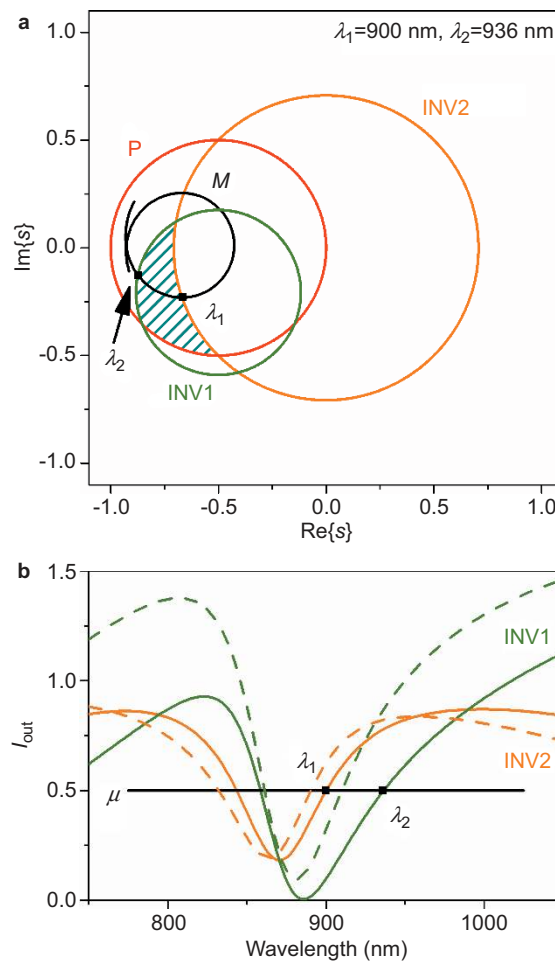 a
λ1=900 nm, λ2=936 nm
1.0
0.5
0.0
-0.5
-1.0
Im{s}
P
M
INV2
λ1
λ2
INV1
-1.0 -0.5 0.0 0.5 1.0
Re{s}
b
1.5
1.0
0.5
0.0
Iout
INV1
INV2
λ1
μ
λ2
800 900 1000
Wavelength (nm)